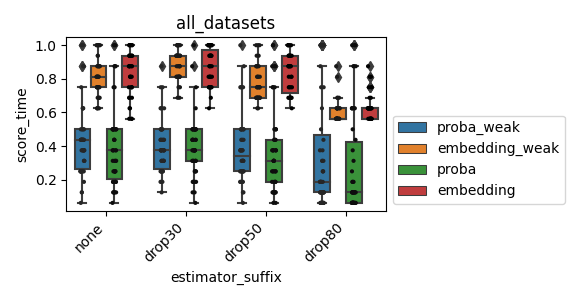 all_datasets
score_time
1.0
0.8
0.6
0.4
0.2
none
drop30
drop50
drop80
estimator_suffix
proba_weak
embedding_weak
proba
embedding